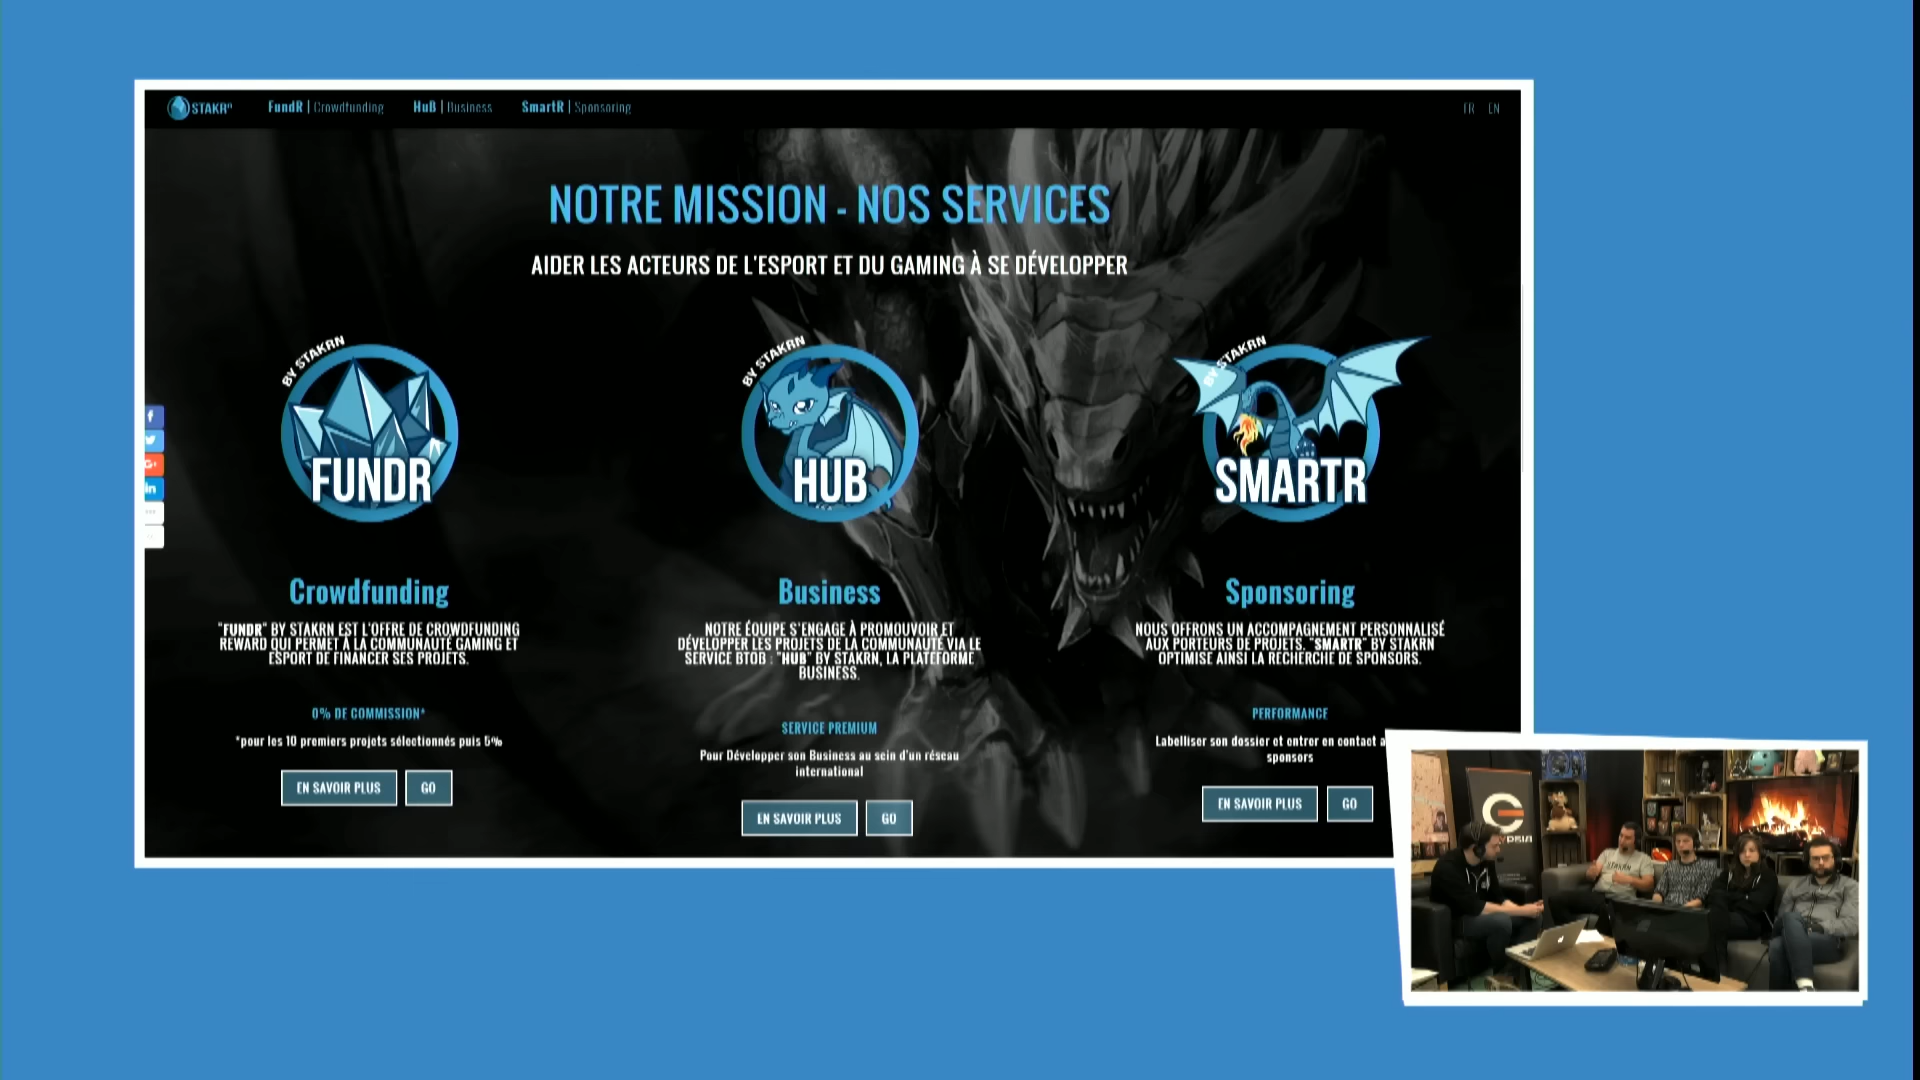 STAKRn
FundR | Crowdfunding
HuB | Business
SmartR | Sponsoring
FR EN
NOTRE MISSION - NOS SERVICES
AIDER LES ACTEURS DE L'ESPORT ET DU GAMING À SE DÉVELOPPER
BY STAKRN
FUNDR
Crowdfunding
"FUNDR" BY STAKRN EST L'OFFRE DE CROWDFUNDING
REWARD QUI PERMET À LA COMMUNAUTÉ GAMING ET
ESPORT DE FINANCER SES PROJETS.
0% DE COMMISSION*
*pour les 10 premiers projets sélectionnés puis 5%
EN SAVOIR PLUS GO
BY STAKRN
HUB
Business
NOTRE ÉQUIPE S'ENGAGE À PROMOUVOIR ET
DÉVELOPPER LES PROJETS DE LA COMMUNAUTÉ VIA LE
SERVICE BTOB : "HUB" BY STAKRN, LA PLATEFORME
BUSINESS.
SERVICE PREMIUM
Pour Développer son Business au sein d'un réseau
international
EN SAVOIR PLUS GO
BY STAKRN
SMARTR
Sponsoring
NOUS OFFRONS UN ACCOMPAGNEMENT PERSONNALISÉ
AUX PORTEURS DE PROJETS. "SMARTR" BY STAKRN
OPTIMISE AINSI LA RECHERCHE DE SPONSORS.
PERFORMANCE
Labelliser son dossier et entrer en contact a
sponsors
EN SAVOIR PLUS GO
f
G+
in
STAKRN